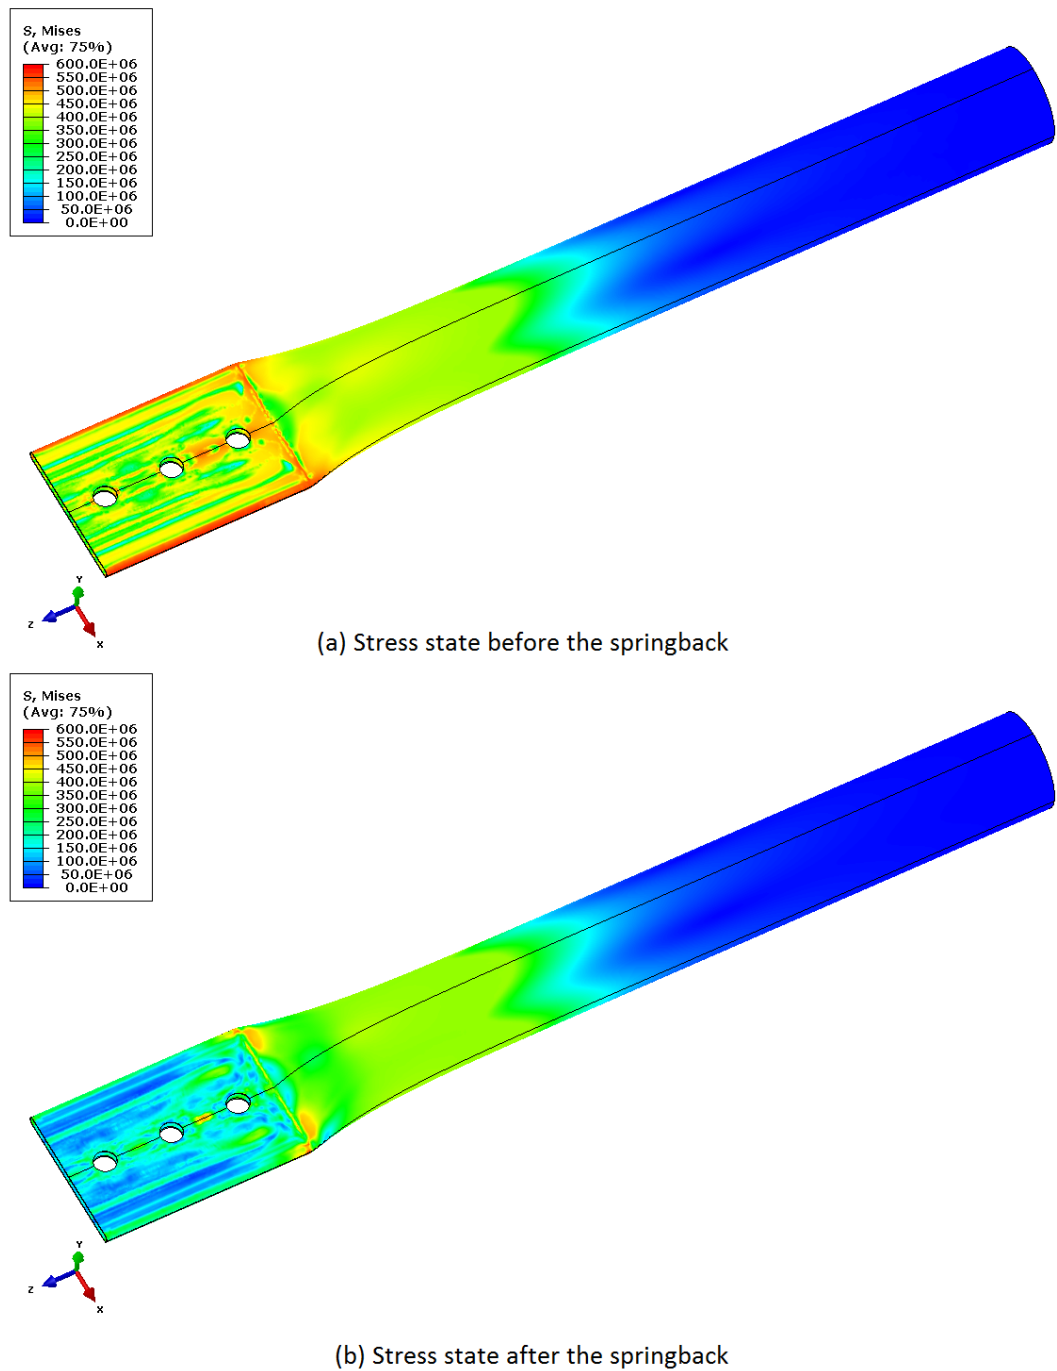 S, Mises
(Avg: 75%)
600.0E+06
550.0E+06
500.0E+06
450.0E+06
400.0E+06
350.0E+06
300.0E+06
250.0E+06
200.0E+06
150.0E+06
100.0E+06
50.0E+06
0.0E+00
Y
Z
X
(a) Stress state before the springback
S, Mises
(Avg: 75%)
600.0E+06
550.0E+06
500.0E+06
450.0E+06
400.0E+06
350.0E+06
300.0E+06
250.0E+06
200.0E+06
150.0E+06
100.0E+06
50.0E+06
0.0E+00
Y
Z
X
(b) Stress state after the springback